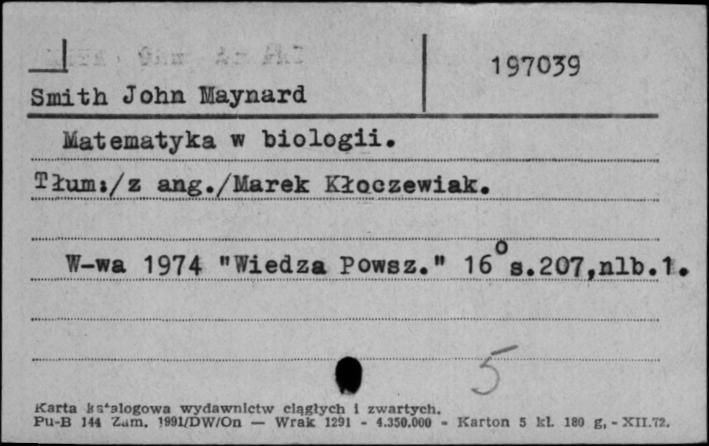 197039
Smith John Maynard
Matematyka w biologii.
Tłum:/z ang./Marek Kłoczewiak.
W-wa 1974 "Wiedza Powsz." 16° s.207,nlb.1.
5
Karta katalogowa wydawnictw ciągłych i zwartych.
Pu-B 144 Zam. 1991/DW/On — Wrak 1291 - 4.350.000 - Karton 5 kl. 180 g, - XII.72.